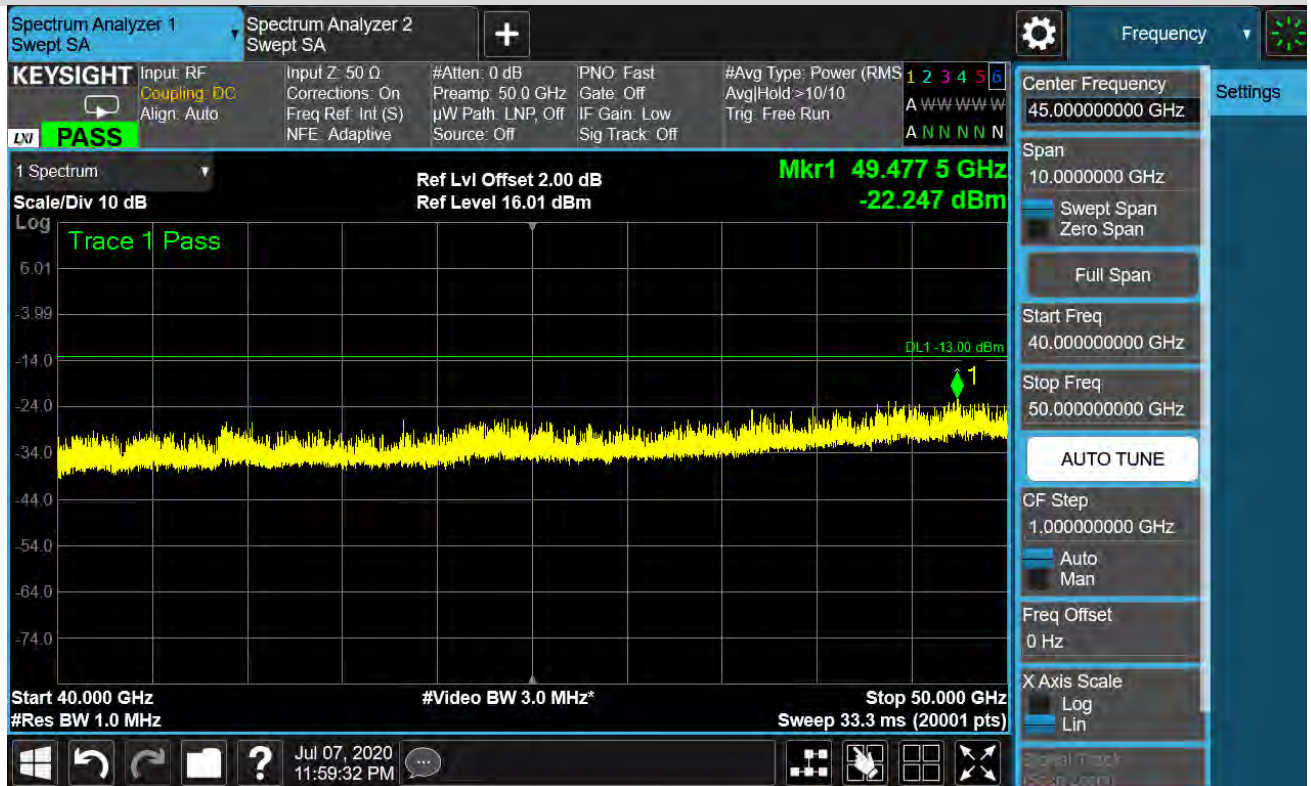 Spectrum Analyzer 1
Swept SA
Spectrum Analyzer 2
Swept SA
+
Frequency
KEYSIGHT
LXI
PASS
Input: RF
Coupling: DC
Align: Auto
Input Z: 50 Ω
Corrections: On
Freq Ref: Int (S)
NFE: Adaptive
#Atten: 0 dB
Preamp: 50.0 GHz
µW Path: LNP, Off
Source: Off
PNO: Fast
Gate: Off
IF Gain: Low
Sig Track: Off
#Avg Type: Power (RMS
Avg|Hold:>10/10
Trig: Free Run
1 2 3 4 5 6
A W W W W W
A N N N N N
1 Spectrum
Scale/Div 10 dB
Ref Lvl Offset 2.00 dB
Ref Level 16.01 dBm
Mkr1 49.477 5 GHz
-22.247 dBm
Log
Trace 1 Pass
6.01
-3.99
-14.0
-24.0
-34.0
-44.0
-54.0
-64.0
-74.0
DL1 -13.00 dBm
1
Start 40.000 GHz
#Res BW 1.0 MHz
#Video BW 3.0 MHz*
Stop 50.000 GHz
Sweep 33.3 ms (20001 pts)
Center Frequency
45.000000000 GHz
Settings
Span
10.0000000 GHz
Swept Span
Zero Span
Full Span
Start Freq
40.000000000 GHz
Stop Freq
50.000000000 GHz
AUTO TUNE
CF Step
1.000000000 GHz
Auto
Man
Freq Offset
0 Hz
X Axis Scale
Log
Lin
Signal Track
(Span Zoom)
?
Jul 07, 2020
11:59:32 PM